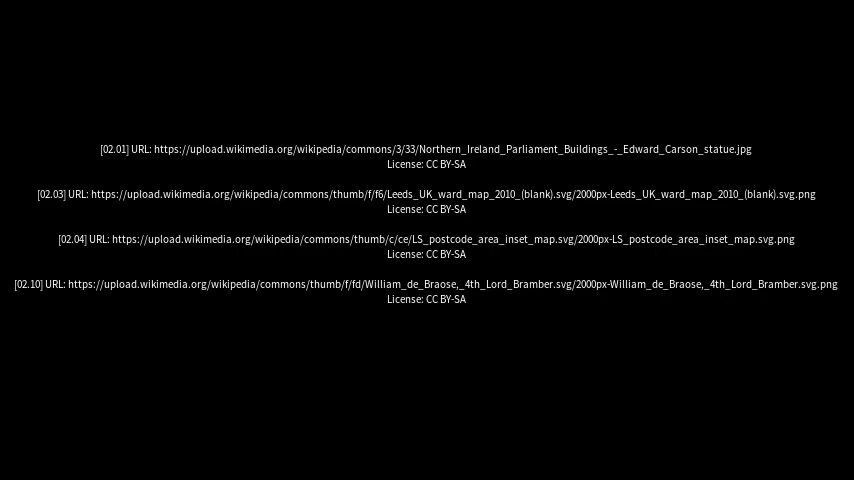 [02.01] URL: https://upload.wikimedia.org/wikipedia/commons/3/33/Northern_Ireland_Parliament_Buildings_-_Edward_Carson_statue.jpg
License: CC BY-SA
[02.03] URL: https://upload.wikimedia.org/wikipedia/commons/thumb/f/f6/Leeds_UK_ward_map_2010_(blank).svg/2000px-Leeds_UK_ward_map_2010_(blank).svg.png
License: CC BY-SA
[02.04] URL: https://upload.wikimedia.org/wikipedia/commons/thumb/c/ce/LS_postcode_area_inset_map.svg/2000px-LS_postcode_area_inset_map.svg.png
License: CC BY-SA
[02.10] URL: https://upload.wikimedia.org/wikipedia/commons/thumb/f/fd/William_de_Braose,_4th_Lord_Bramber.svg/2000px-William_de_Braose,_4th_Lord_Bramber.svg.png
License: CC BY-SA